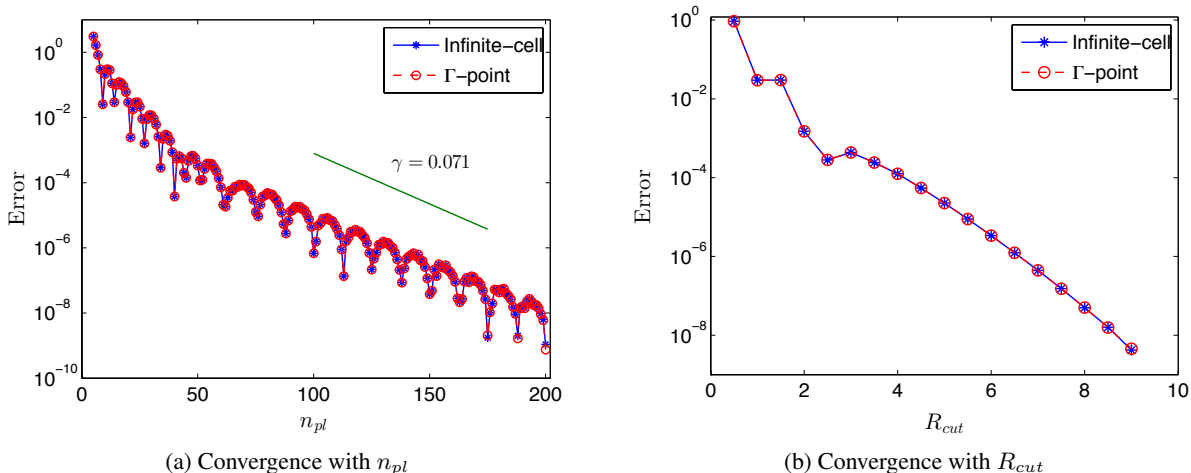 10^0
10^-2
10^-4
10^-6
10^-8
10^-10
Error
0 50 100 150 200
n_pl
Infinite-cell
Γ-point
γ = 0.071
(a) Convergence with n_pl
10^0
10^-2
10^-4
10^-6
10^-8
Error
0 2 4 6 8 10
R_cut
Infinite-cell
Γ-point
(b) Convergence with R_cut